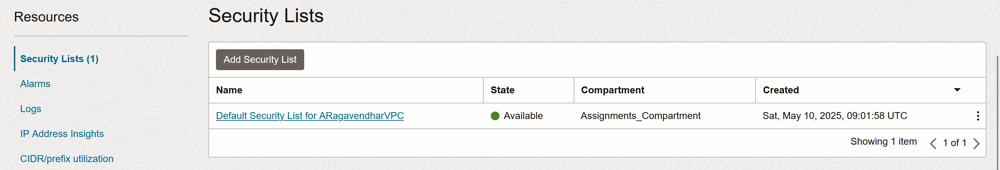 Resources
Security Lists (1)
Alarms
Logs
IP Address Insights
CIDR/prefix utilization
Security Lists
Add Security List
Name State Compartment Created
Default Security List for ARagavendharVPC Available Assignments_Compartment Sat, May 10, 2025, 09:01:58 UTC
Showing 1 item 1 of 1